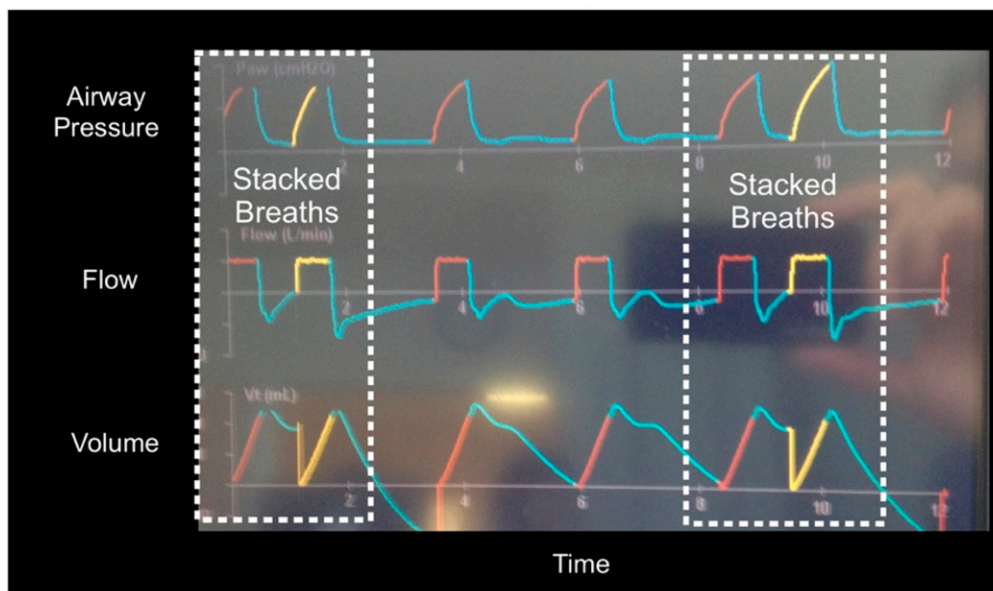 Airway
Pressure
Paw (cmH2O)
2
4
6
8
10
12
Stacked
Breaths
Stacked
Breaths
Flow
Flow (L/min)
2
4
6
8
10
12
Volume
Vt (mL)
2
4
6
8
10
12
Time